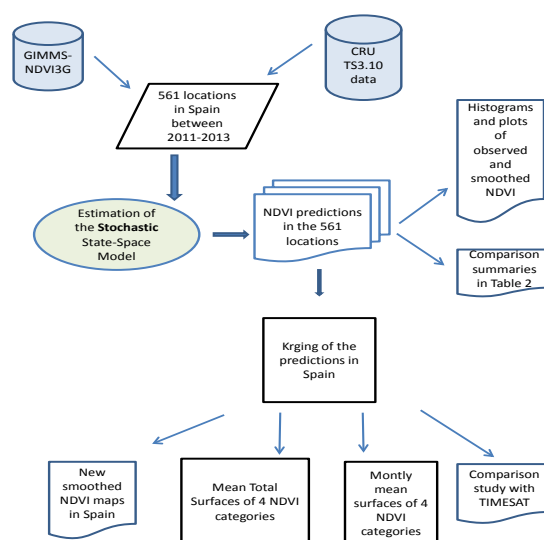 GIMMS-
NDVI3G
CRU
TS3.10
data
561 locations
in Spain
between
2011-2013
Histograms
and plots
of
observed
and
smoothed
NDVI
Estimation of
the Stochastic
State-Space
Model
NDVI predictions
in the 561
locations
Comparison
summaries
in Table 2
Krging of the
predictions in
Spain
New
smoothed
NDVI maps
in Spain
Mean Total
Surfaces of 4 NDVI
categories
Montly
mean
surfaces of 4
NDVI
categories
Comparison
study with
TIMESAT